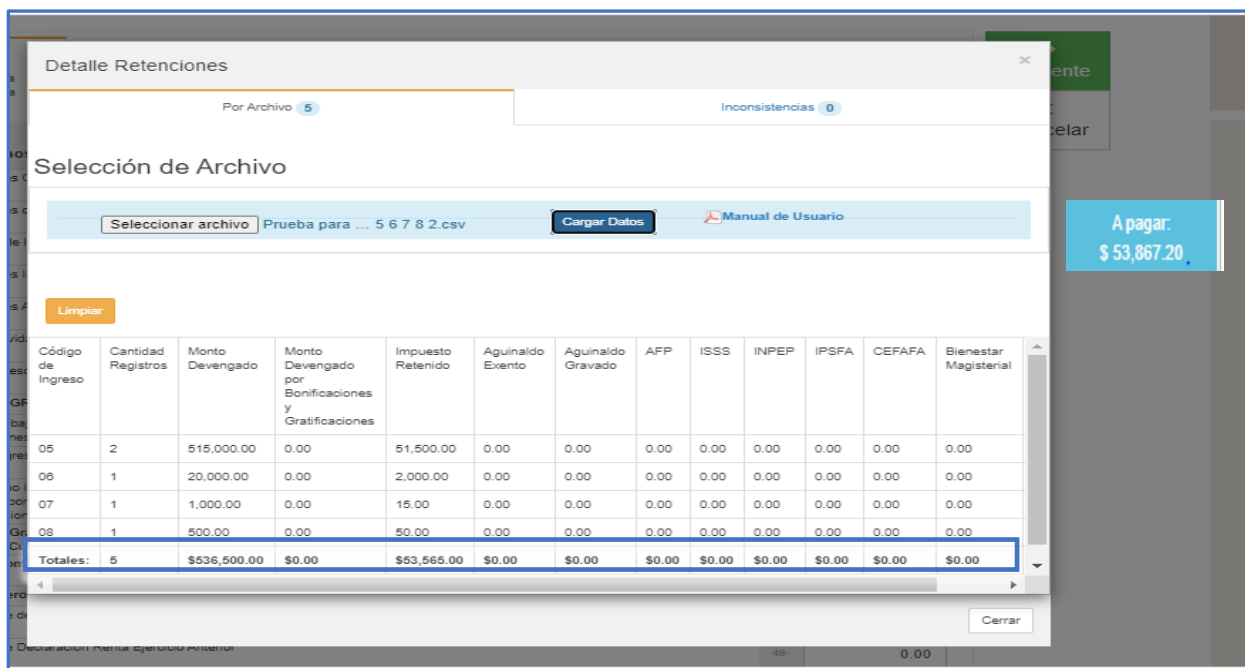 Detalle Retenciones
×
ente
Por Archivo 5
Inconsistencias 0
celar
Selección de Archivo
Seleccionar archivo Prueba para ... 5 6 7 8 2.csv
Cargar Datos
Manual de Usuario
A pagar:
$ 53,867.20
Limpiar
Código de Ingreso
Cantidad Registros
Monto Devengado
Monto Devengado por Bonificaciones y Gratificaciones
Impuesto Retenido
Aguinaldo Exento
Aguinaldo Gravado
AFP
ISSS
INPEP
IPSFA
CEFAFA
Bienestar Magisterial
05 2 515,000.00 0.00 51,500.00 0.00 0.00 0.00 0.00 0.00 0.00 0.00 0.00
06 1 20,000.00 0.00 2,000.00 0.00 0.00 0.00 0.00 0.00 0.00 0.00 0.00
07 1 1,000.00 0.00 15.00 0.00 0.00 0.00 0.00 0.00 0.00 0.00 0.00
08 1 500.00 0.00 50.00 0.00 0.00 0.00 0.00 0.00 0.00 0.00 0.00
Totales: 5 $536,500.00 $0.00 $53,565.00 $0.00 $0.00 $0.00 $0.00 $0.00 $0.00 $0.00 $0.00
Cerrar
Declaración Renta Ejercicio Anterior
48-
0.00